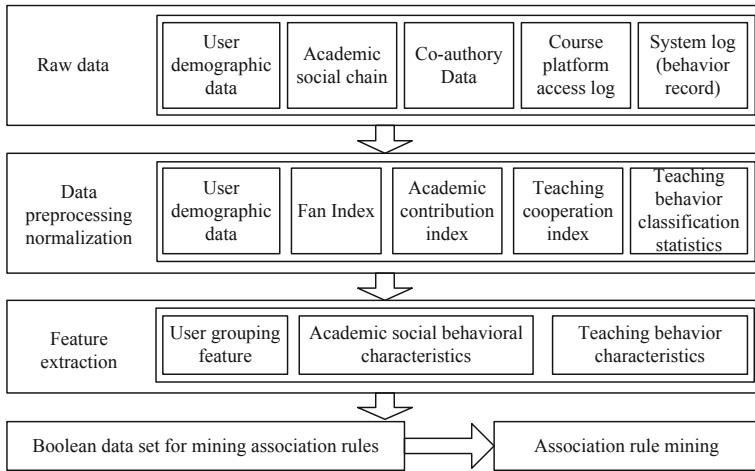 Raw data
User
demographic
data
Academic
social chain
Co-authory
Data
Course
platform
access log
System log
(behavior
record)
Data
preprocessing
normalization
User
demographic
data
Fan Index
Academic
contribution
index
Teaching
cooperation
index
Teaching
behavior
classification
statistics
Feature
extraction
User grouping
feature
Academic social behavioral
characteristics
Teaching behavior
characteristics
Boolean data set for mining association rules
Association rule mining